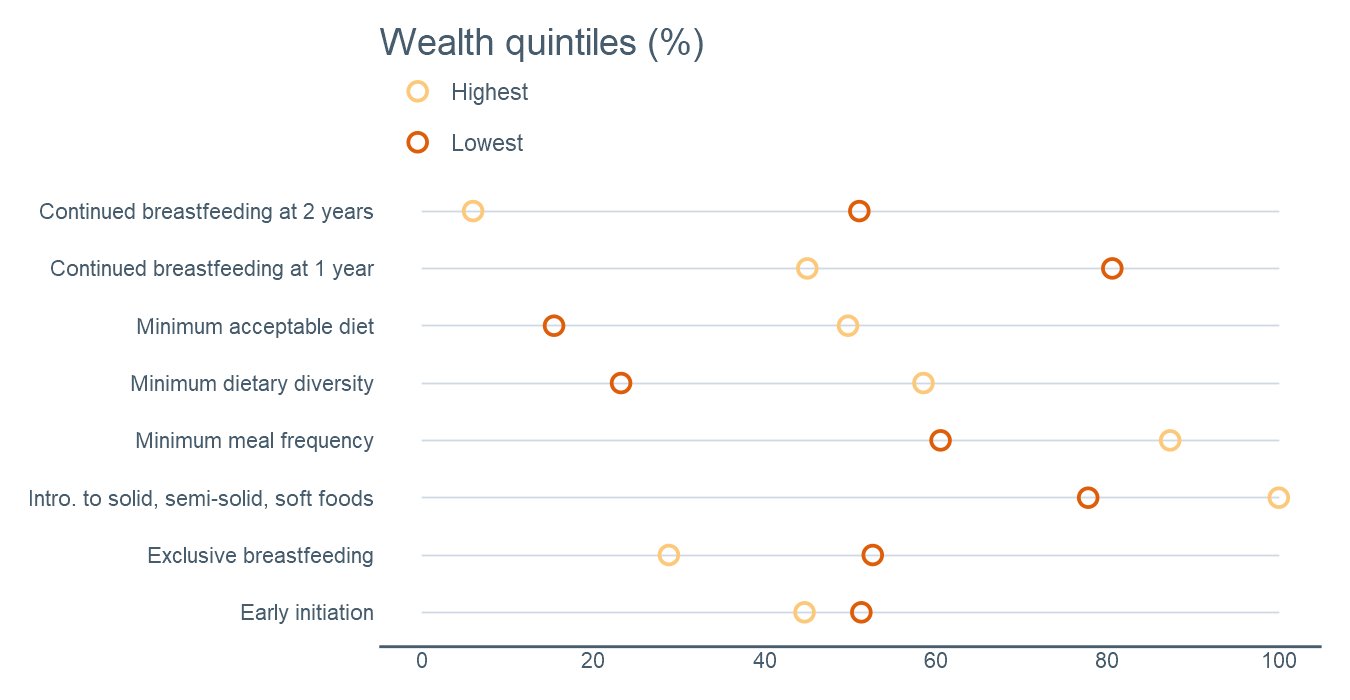 Wealth quintiles (%)
Highest
Lowest
Continued breastfeeding at 2 years
Continued breastfeeding at 1 year
Minimum acceptable diet
Minimum dietary diversity
Minimum meal frequency
Intro. to solid, semi-solid, soft foods
Exclusive breastfeeding
Early initiation
0 20 40 60 80 100